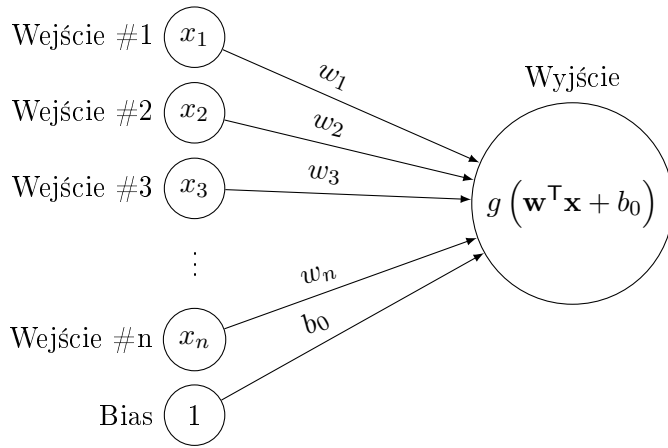 Wejście #1 x₁
w₁
Wyjście
Wejście #2 x₂
w₂
Wejście #3 x₃
w₃
g (𝐰ᵀ𝐱 + b₀)
⋮
wₙ
Wejście #n xₙ
b₀
Bias 1